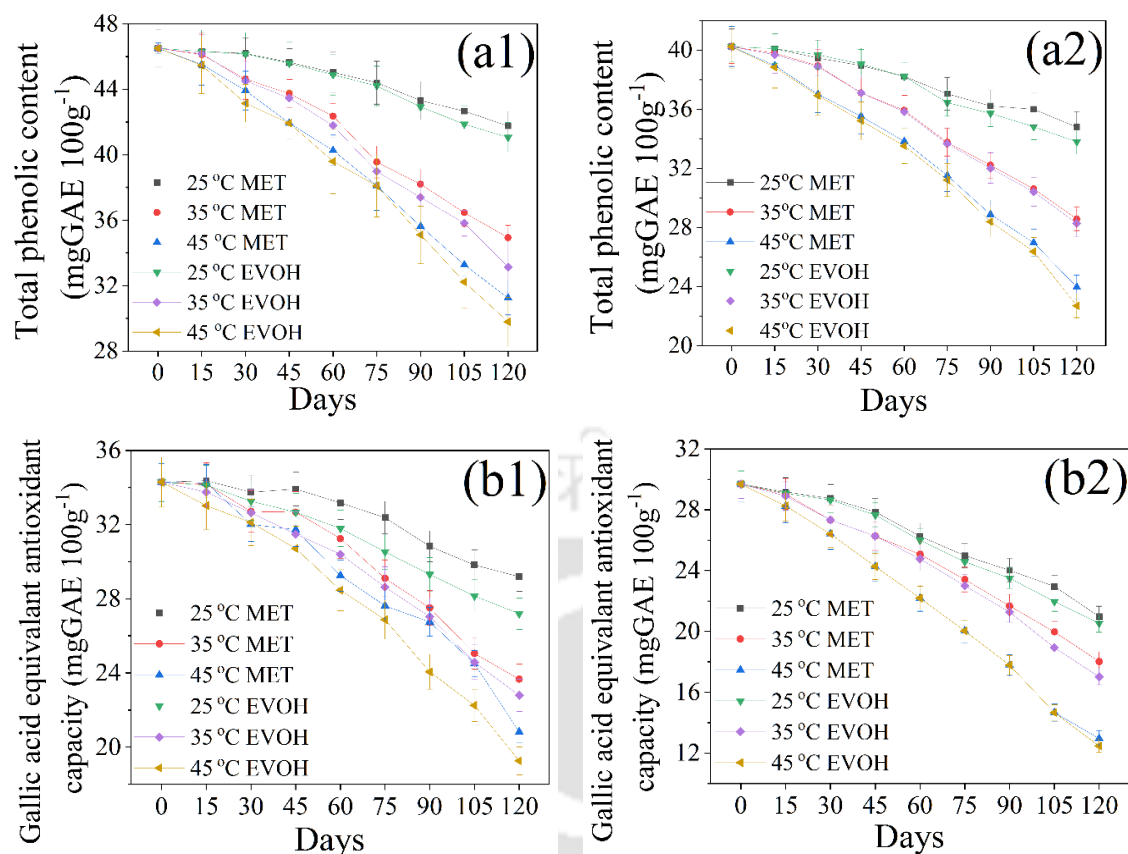 (a1)
Total phenolic content
(mgGAE 100g⁻¹)
48
44
40
36
32
28
25 °C MET
35 °C MET
45 °C MET
25 °C EVOH
35 °C EVOH
45 °C EVOH
0 15 30 45 60 75 90 105 120
Days
(a2)
Total phenolic content
(mgGAE 100g⁻¹)
40
36
32
28
24
20
25°C MET
35°C MET
45°C MET
25°C EVOH
35°C EVOH
45°C EVOH
0 15 30 45 60 75 90 105 120
Days
(b1)
Gallic acid equivalant antioxidant
capacity (mgGAE 100g⁻¹)
36
32
28
24
20
25 °C MET
35 °C MET
45 °C MET
25 °C EVOH
35 °C EVOH
45 °C EVOH
0 15 30 45 60 75 90 105 120
Days
(b2)
Gallic acid equivalant antioxidant
capacity (mgGAE 100g⁻¹)
32
28
24
20
16
12
25 °C MET
35 °C MET
45 °C MET
25 °C EVOH
35 °C EVOH
45 °C EVOH
0 15 30 45 60 75 90 105 120
Days